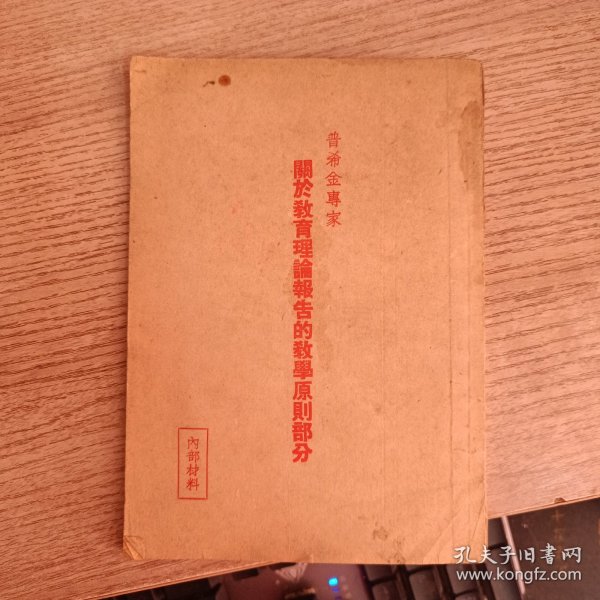 普希金專家
關於教育理論報告的教學原則部分
內部材料
孔夫子旧书网
www.kongfz.com